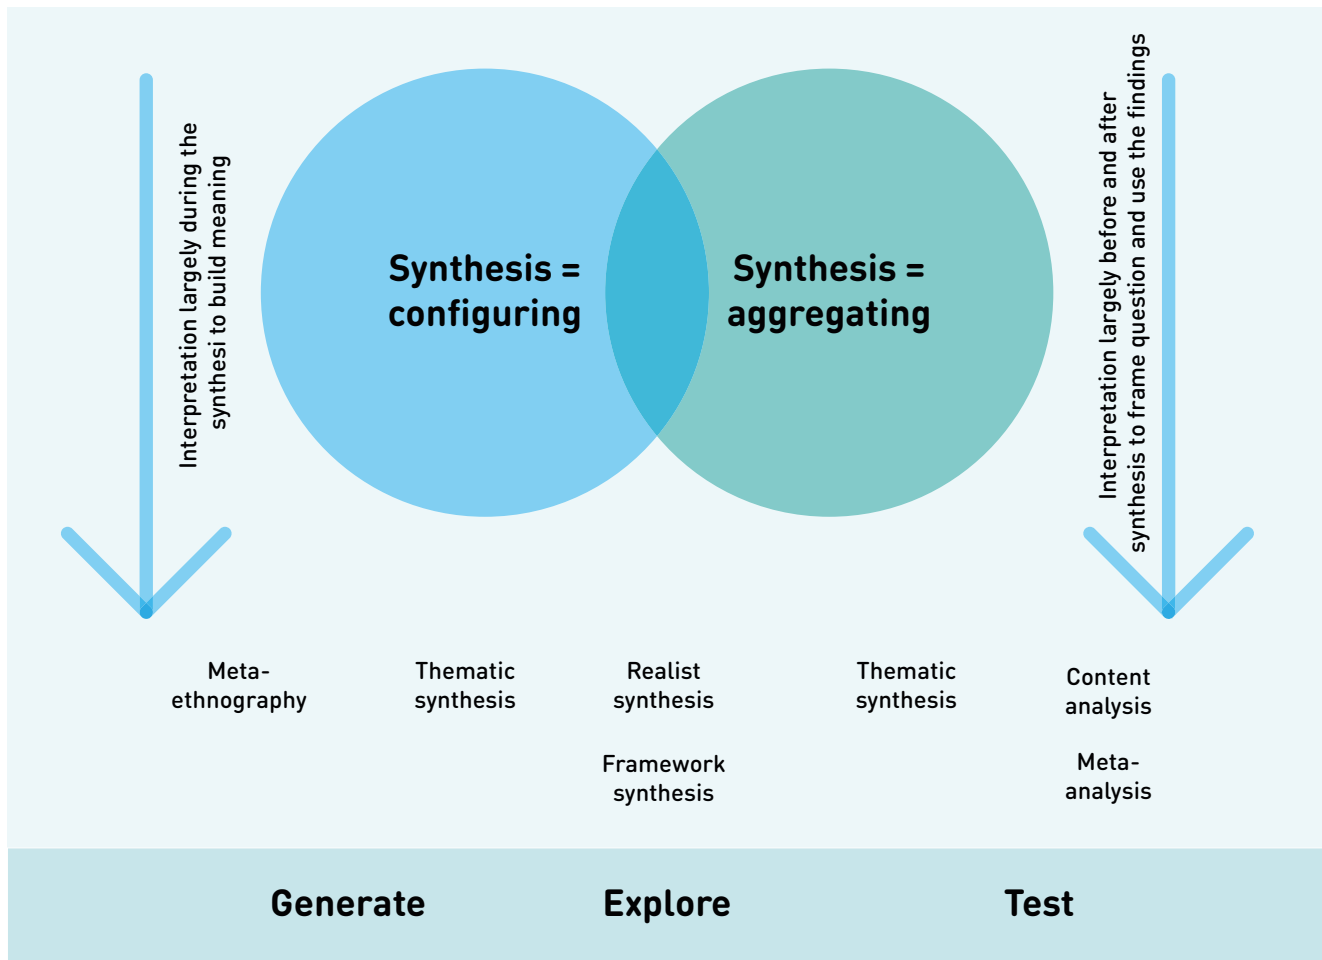 Interpretation largely during the
synthesi to build meaning
Synthesis =
configuring
Synthesis =
aggregating
Interpretation largely before and after
synthesis to frame question and use the findings
Meta-
ethnography
Thematic
synthesis
Realist
synthesis
Framework
synthesis
Thematic
synthesis
Content
analysis
Meta-
analysis
Generate
Explore
Test